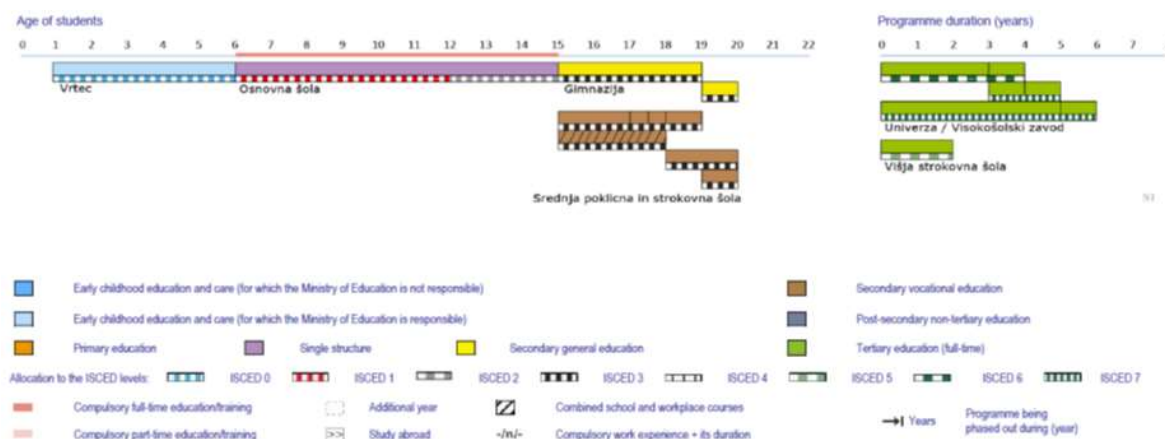 Age of students
Programme duration (years)
0 1 2 3 4 5 6 7 8 9 10 11 12 13 14 15 16 17 18 19 20 22
0 1 2 3 4 5 6 7
Vrtec
Osnovna šola
Gimnazija
Univerza / Visokošolski zavod
Višja strokovna šola
Srednja poklicna in strokovna šola
Early childhood education and care (for which the Ministry of Education is not responsible)
Secondary vocational education
Early childhood education and care (for which the Ministry of Education is responsible)
Post-secondary non-tertiary education
Primary education
Single structure
Secondary general education
Tertiary education (full-time)
Allocation to the ISCED levels: ISCED 0 ISCED 1 ISCED 2 ISCED 3 ISCED 4 ISCED 5 ISCED 6 ISCED 7
Compulsory full-time education/training
Additional year
Combined school and workplace courses
Years
Programme being
phased out during (year)
Compulsory part-time education/training
>> Study abroad
-/n/- Compulsory work experience + its duration